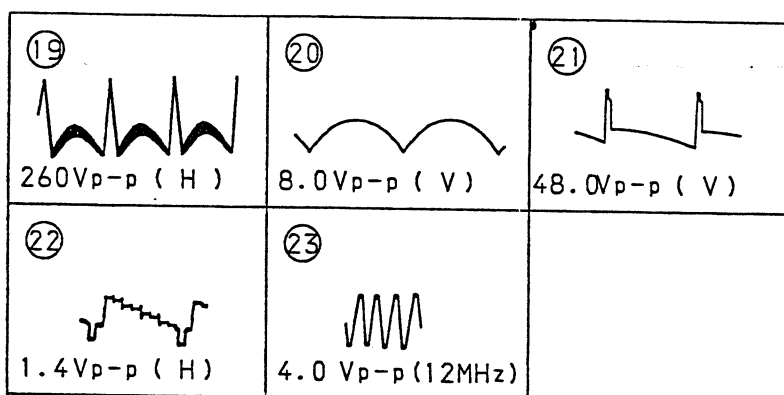 19
260Vp-p ( H )
20
8.0Vp-p ( V )
21
48.0Vp-p ( V )
22
1.4Vp-p ( H )
23
4.0 Vp-p(12MHz)